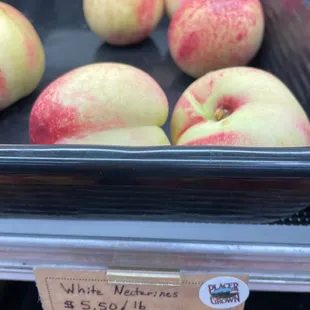 White Nectarines
$5.50/lb
PLACER
GROWN